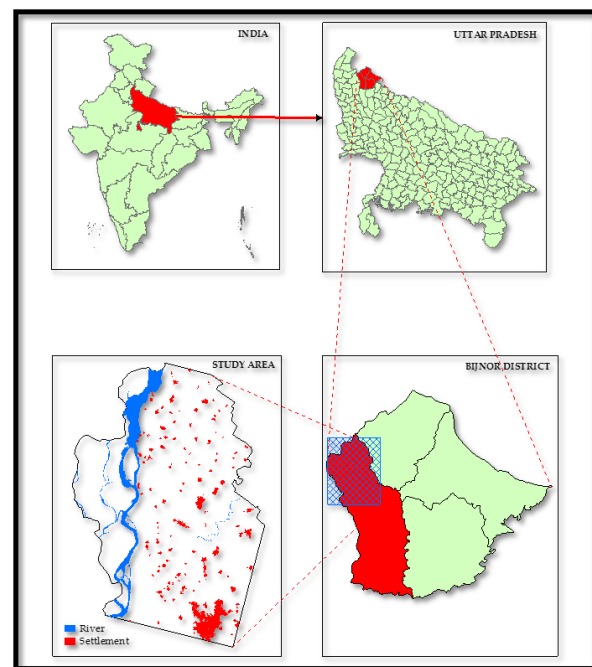 INDIA
UTTAR PRADESH
STUDY AREA
BIJNOR DISTRICT
River
Settlement